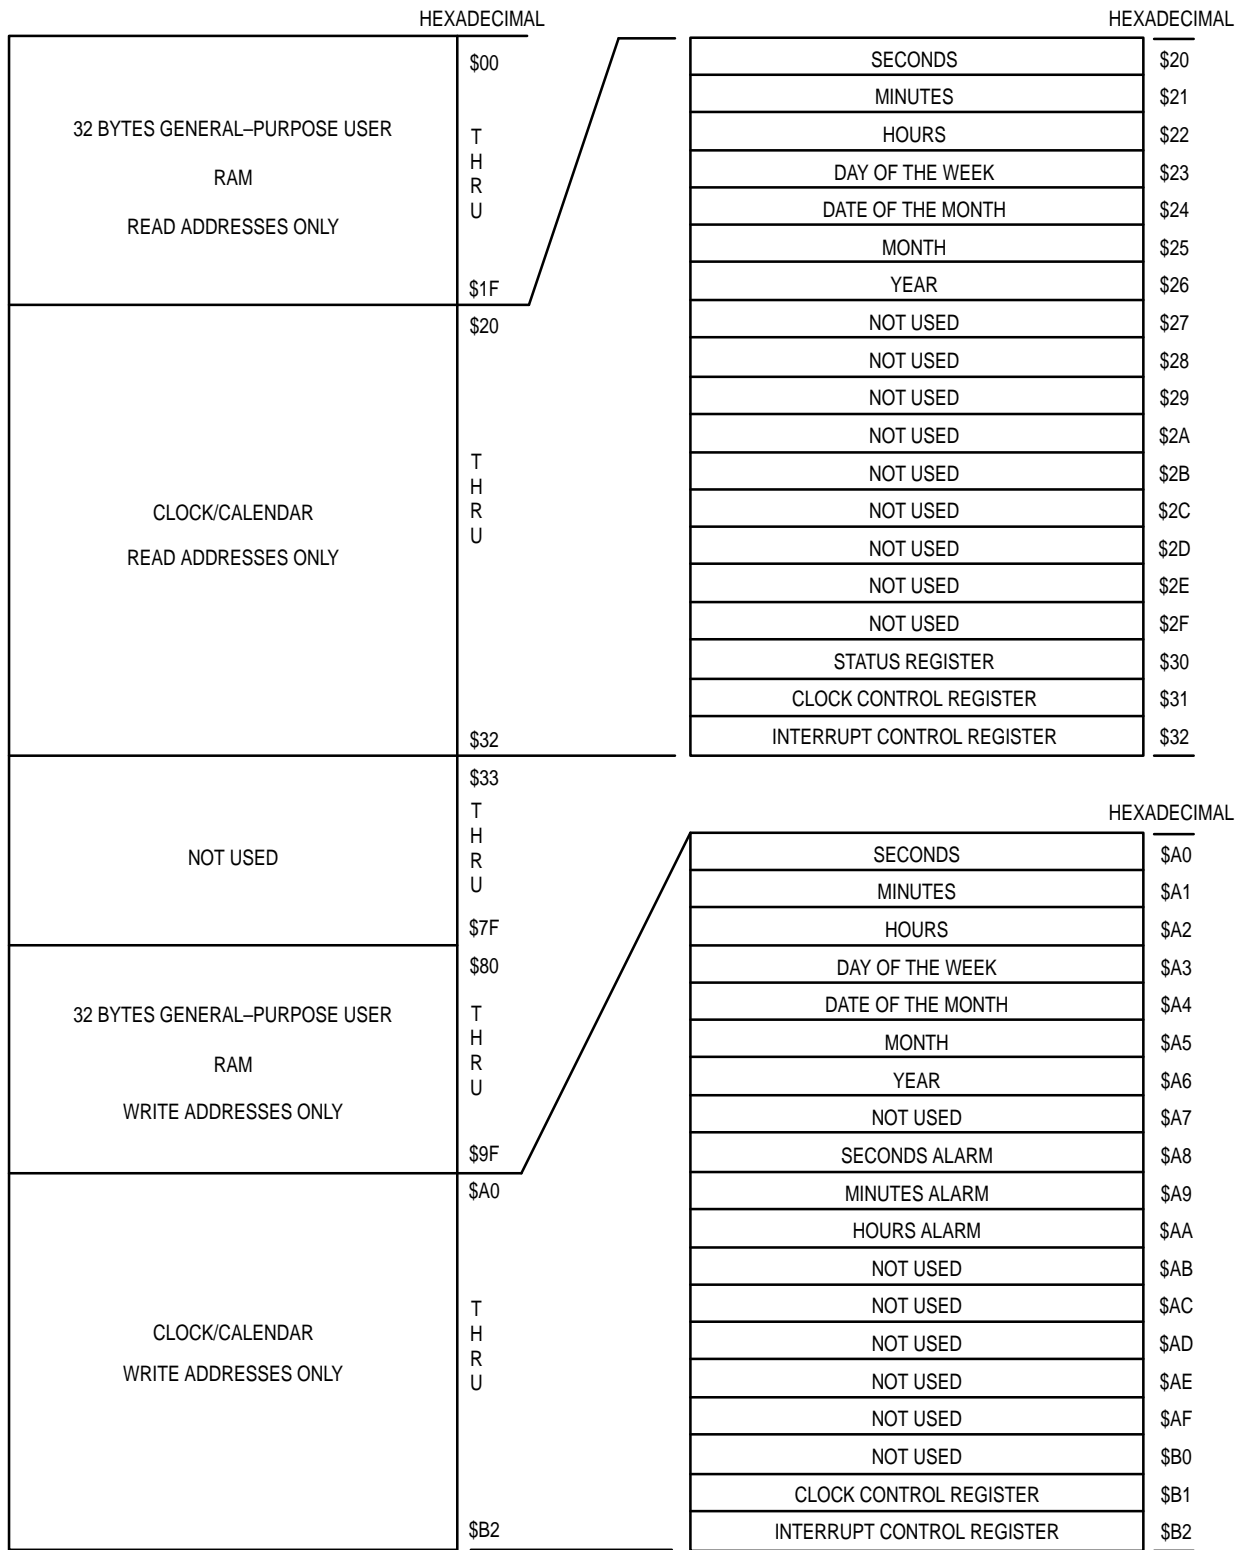 HEXADECIMAL
$00
32 BYTES GENERAL–PURPOSE USER
RAM
READ ADDRESSES ONLY
T
H
R
U
$1F
$20
CLOCK/CALENDAR
READ ADDRESSES ONLY
T
H
R
U
$32
$33
NOT USED
T
H
R
U
$7F
$80
32 BYTES GENERAL–PURPOSE USER
RAM
WRITE ADDRESSES ONLY
T
H
R
U
$9F
$A0
CLOCK/CALENDAR
WRITE ADDRESSES ONLY
T
H
R
U
$B2
HEXADECIMAL
SECONDS $20
MINUTES $21
HOURS $22
DAY OF THE WEEK $23
DATE OF THE MONTH $24
MONTH $25
YEAR $26
NOT USED $27
NOT USED $28
NOT USED $29
NOT USED $2A
NOT USED $2B
NOT USED $2C
NOT USED $2D
NOT USED $2E
NOT USED $2F
STATUS REGISTER $30
CLOCK CONTROL REGISTER $31
INTERRUPT CONTROL REGISTER $32
HEXADECIMAL
SECONDS $A0
MINUTES $A1
HOURS $A2
DAY OF THE WEEK $A3
DATE OF THE MONTH $A4
MONTH $A5
YEAR $A6
NOT USED $A7
SECONDS ALARM $A8
MINUTES ALARM $A9
HOURS ALARM $AA
NOT USED $AB
NOT USED $AC
NOT USED $AD
NOT USED $AE
NOT USED $AF
NOT USED $B0
CLOCK CONTROL REGISTER $B1
INTERRUPT CONTROL REGISTER $B2